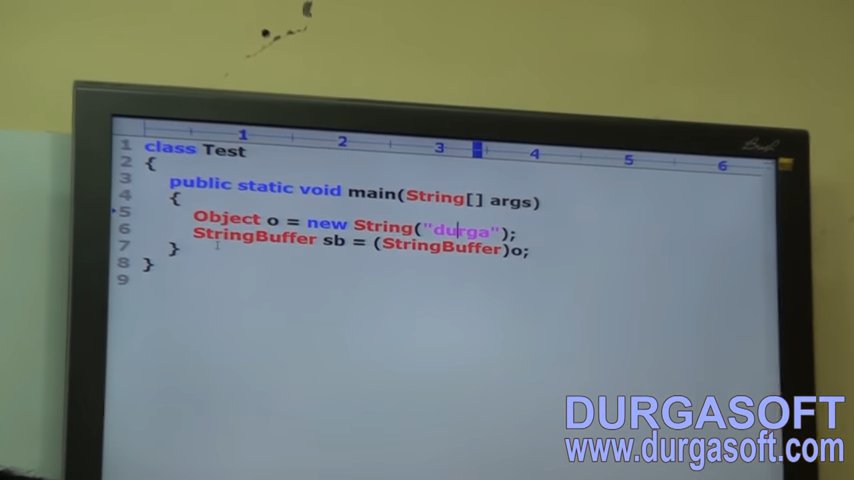 1 2 3 4 5 6
1 class Test
2 {
3 public static void main(String[] args)
4 {
5 Object o = new String("durga");
6 StringBuffer sb = (StringBuffer)o;
7 }
8 }
9
DURGASOFT
www.durgasoft.com